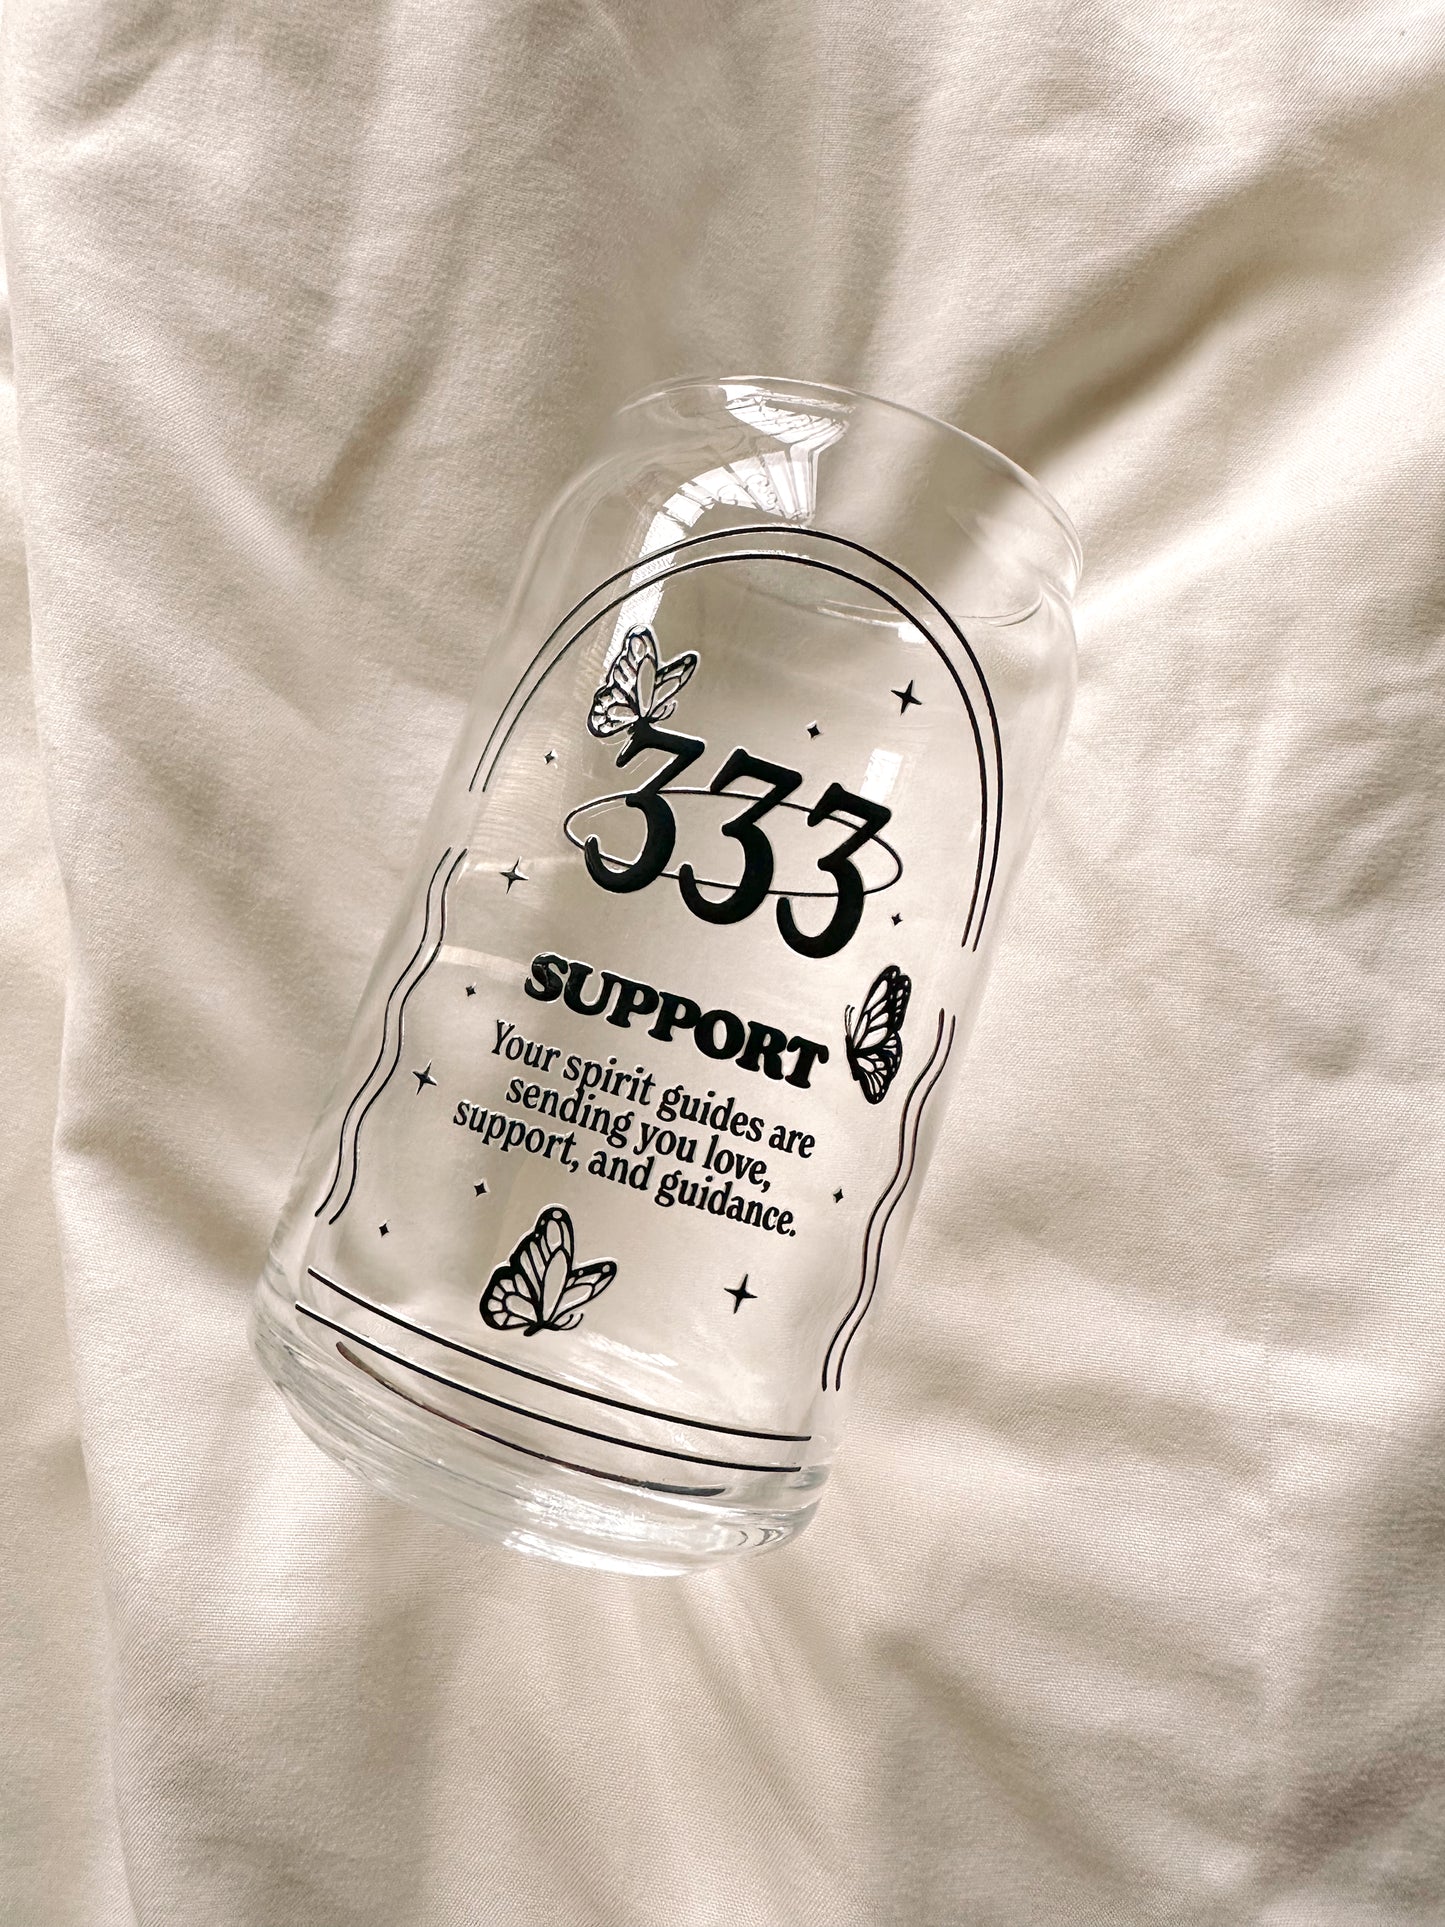 333
SUPPORT
Your spirit guides are
sending you love,
support, and guidance.